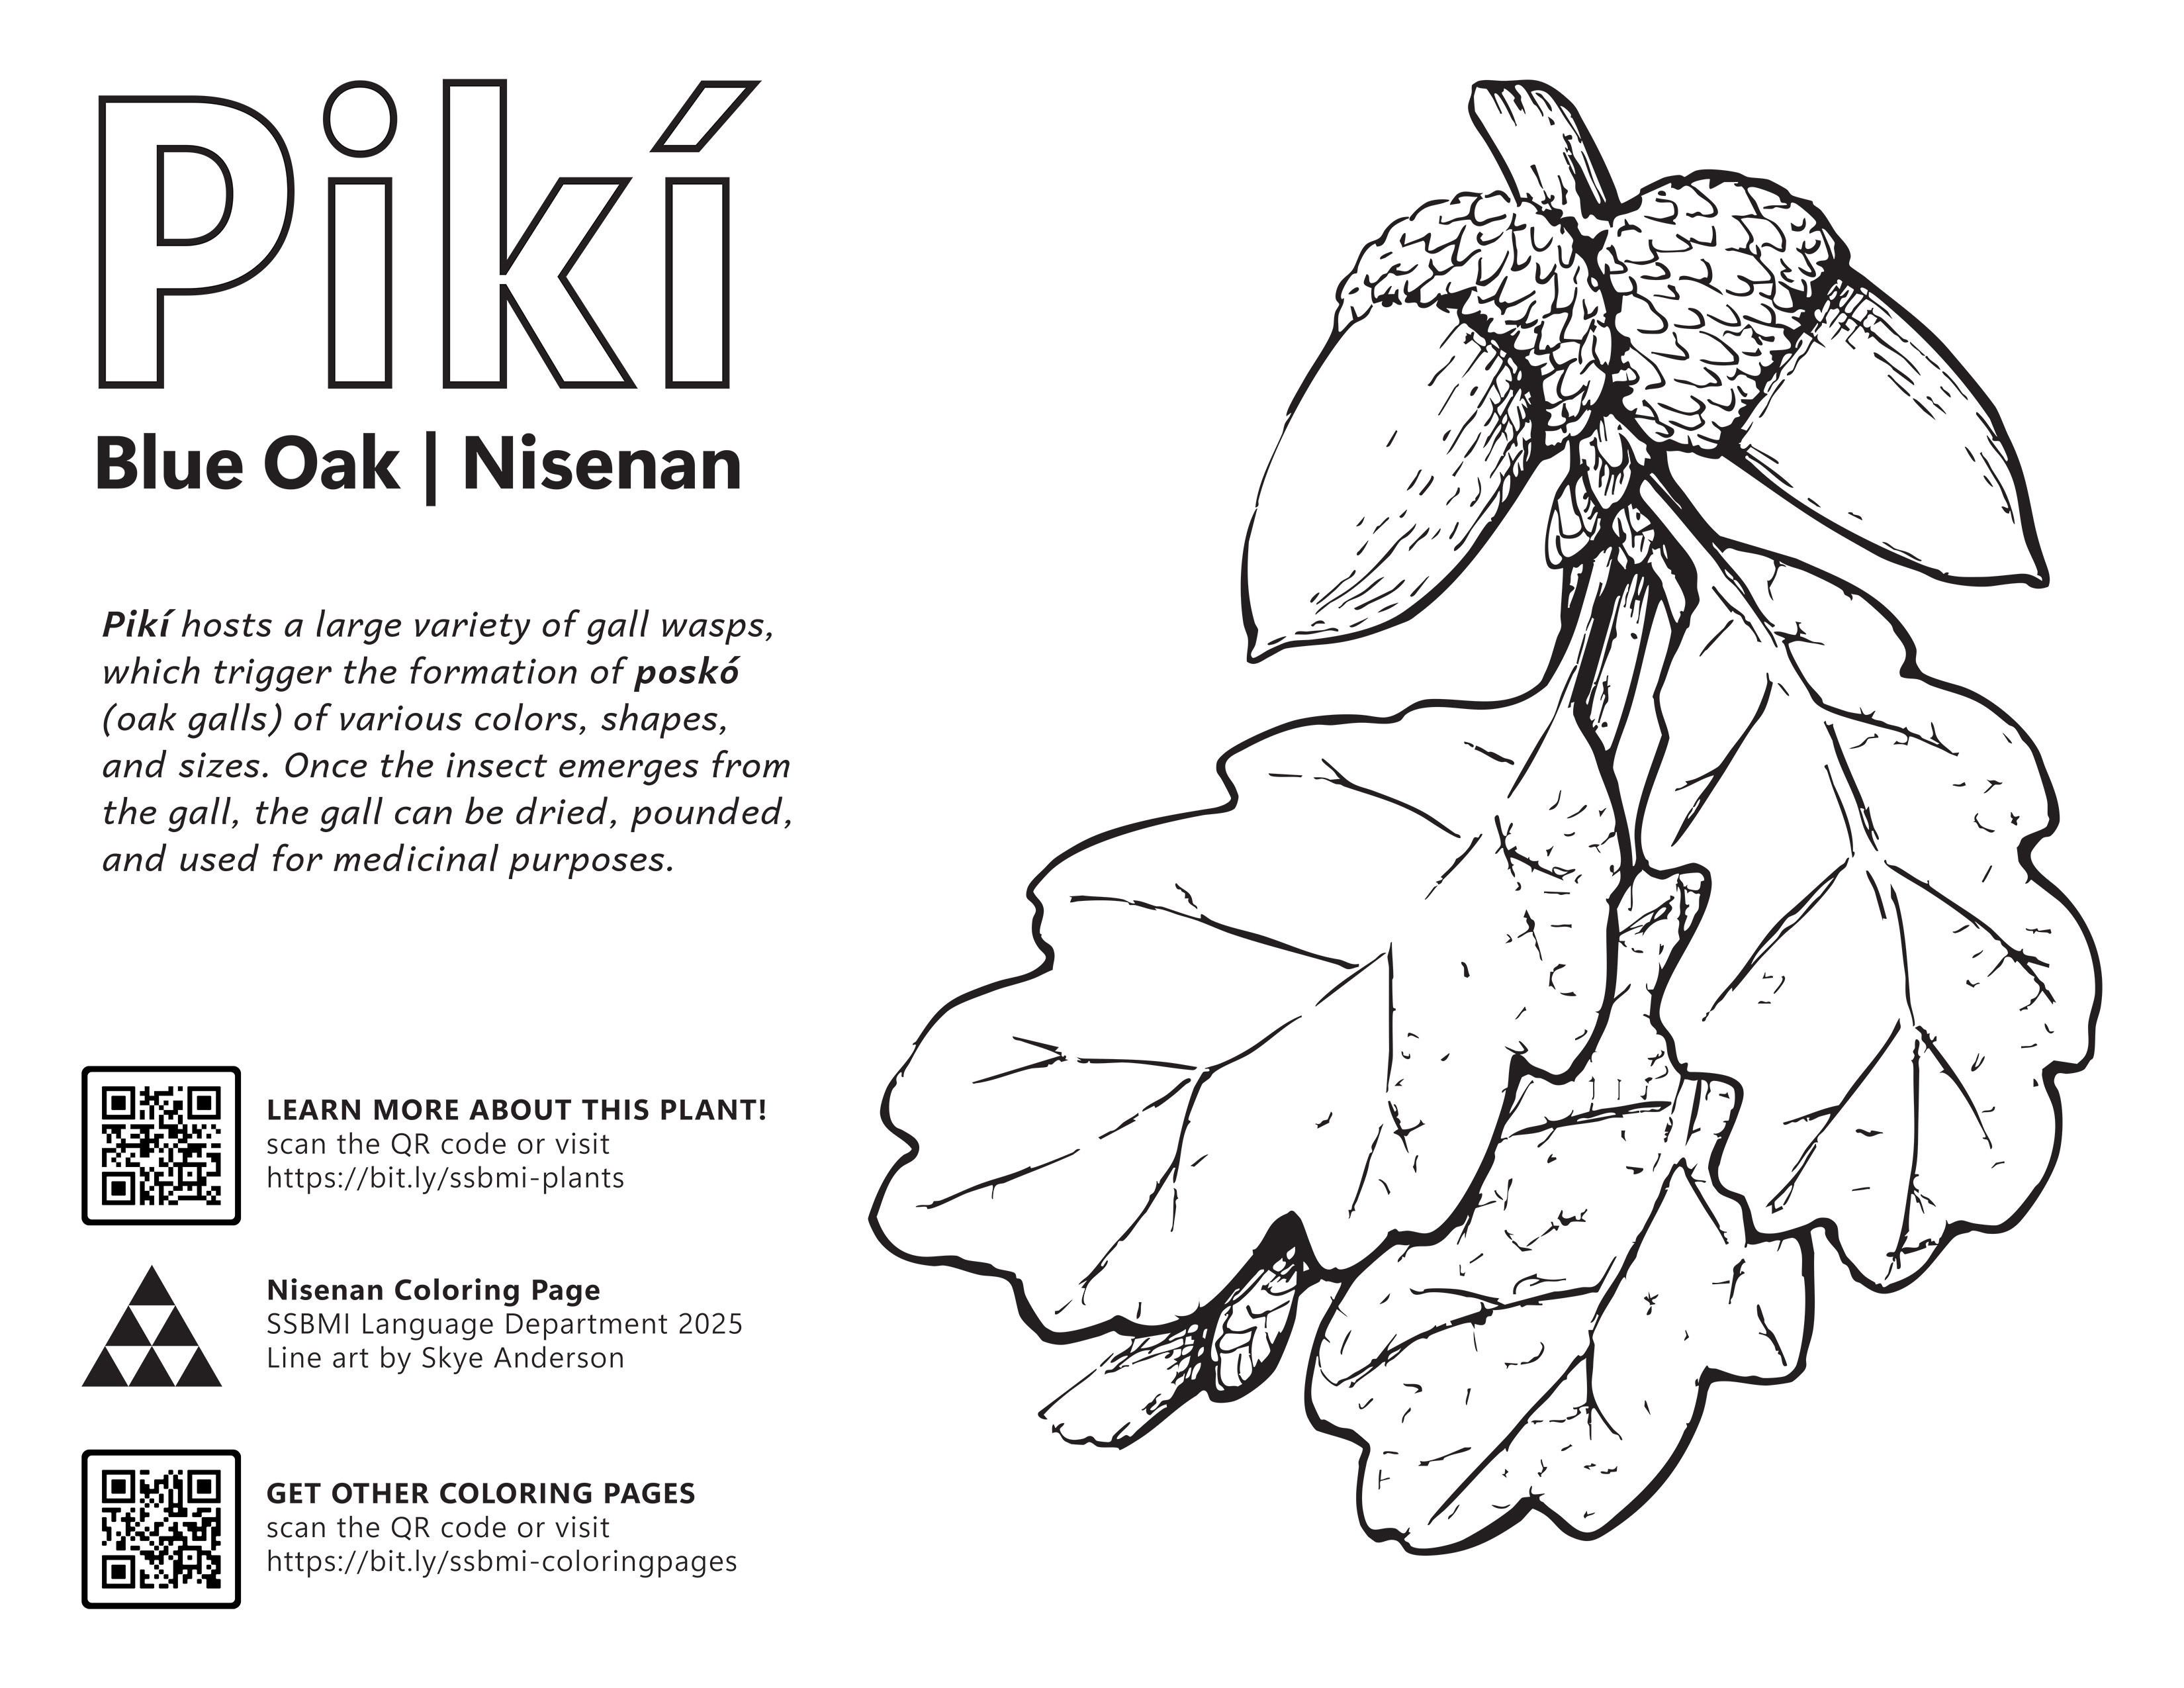 Pikí
Blue Oak | Nisenan
Pikí hosts a large variety of gall wasps,
which trigger the formation of poskó
(oak galls) of various colors, shapes,
and sizes. Once the insect emerges from
the gall, the gall can be dried, pounded,
and used for medicinal purposes.
LEARN MORE ABOUT THIS PLANT!
scan the QR code or visit
https://bit.ly/ssbmi-plants
Nisenan Coloring Page
SSBMI Language Department 2025
Line art by Skye Anderson
GET OTHER COLORING PAGES
scan the QR code or visit
https://bit.ly/ssbmi-coloringpages